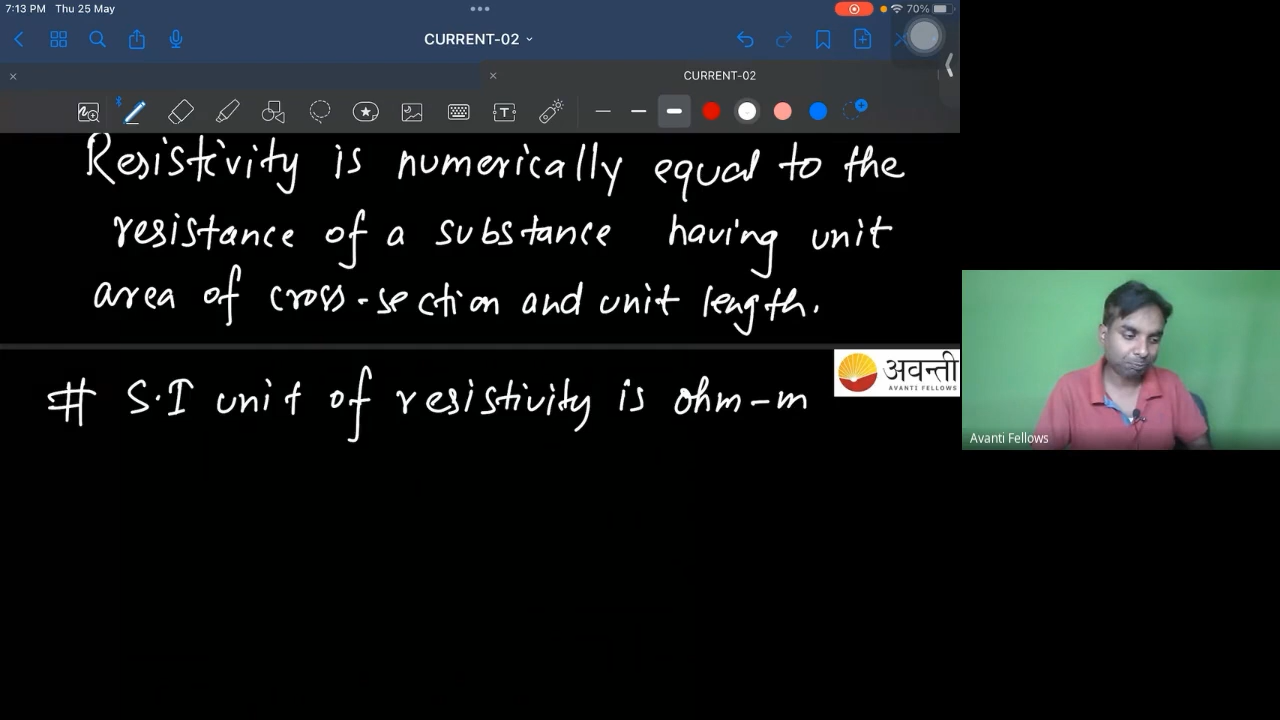 7:13 PM Thu 25 May
70%
CURRENT-02
CURRENT-02
Resistivity is numerically equal to the
resistance of a substance having unit
area of cross-section and unit length.
# S.I unit of resistivity is ohm-m
अवन्ती
AVANTI FELLOWS
Avanti Fellows